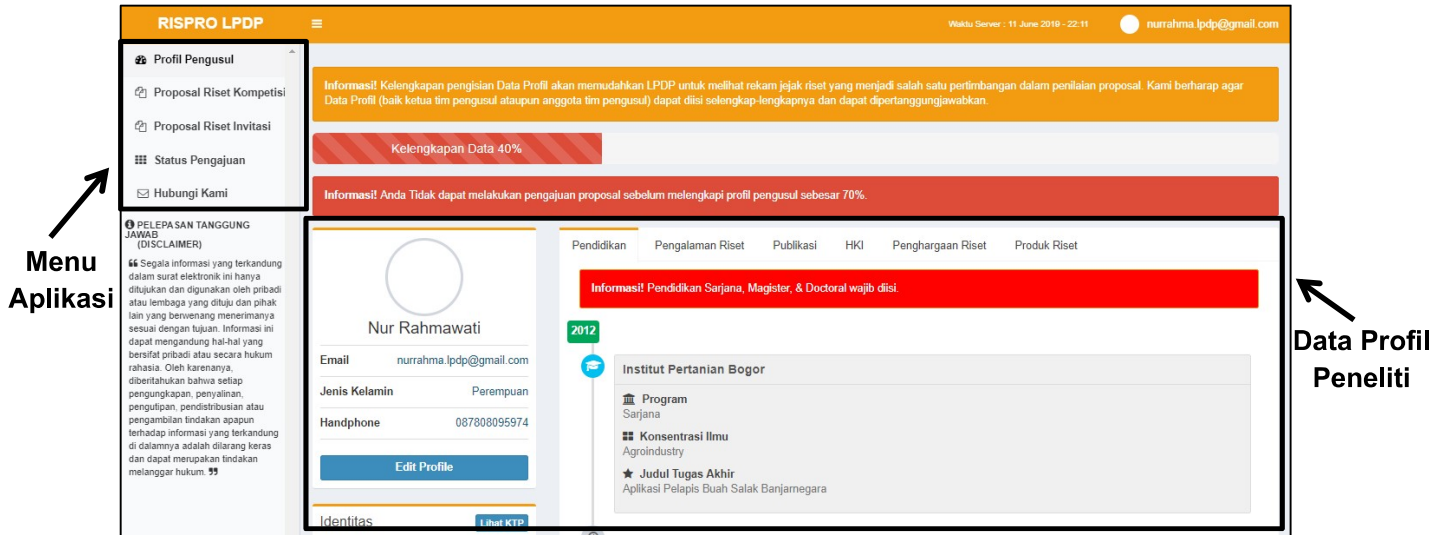 RISPRO LPDP
Waktu Server : 11 June 2019 - 22:11
nurrahma.lpdp@gmail.com
Profil Pengusul
Proposal Riset Kompetisi
Proposal Riset Invitasi
Status Pengajuan
Hubungi Kami
PELEPASAN TANGGUNG
JAWAB
(DISCLAIMER)
Segala informasi yang terkandung
dalam surat elektronik ini hanya
ditujukan dan digunakan oleh pribadi
atau lembaga yang dituju dan pihak
lain yang berwenang menerimanya
sesuai dengan tujuan. Informasi ini
dapat mengandung hal-hal yang
bersifat pribadi atau secara hukum
rahasia. Oleh karenanya,
diberitahukan bahwa setiap
pengungkapan, penyalinan,
pengutipan, pendistribusian atau
pengambilan tindakan apapun
terhadap informasi yang terkandung
di dalamnya adalah dilarang keras
dan dapat merupakan tindakan
melanggar hukum.
Menu
Aplikasi
Informasi! Kelengkapan pengisian Data Profil akan memudahkan LPDP untuk melihat rekam jejak riset yang menjadi salah satu pertimbangan dalam penilaian proposal. Kami berharap agar
Data Profil (baik ketua tim pengusul ataupun anggota tim pengusul) dapat diisi selengkap-lengkapnya dan dapat dipertanggungjawabkan.
Kelengkapan Data 40%
Informasi! Anda Tidak dapat melakukan pengajuan proposal sebelum melengkapi profil pengusul sebesar 70%.
Nur Rahmawati
Email nurrahma.lpdp@gmail.com
Jenis Kelamin Perempuan
Handphone 087808095974
Edit Profile
Identitas Lihat KTP
Pendidikan Pengalaman Riset Publikasi HKI Penghargaan Riset Produk Riset
Informasi! Pendidikan Sarjana, Magister, & Doctoral wajib diisi.
2012
Institut Pertanian Bogor
Program
Sarjana
Konsentrasi Ilmu
Agroindustry
Judul Tugas Akhir
Aplikasi Pelapis Buah Salak Banjarnegara
Data Profil
Peneliti